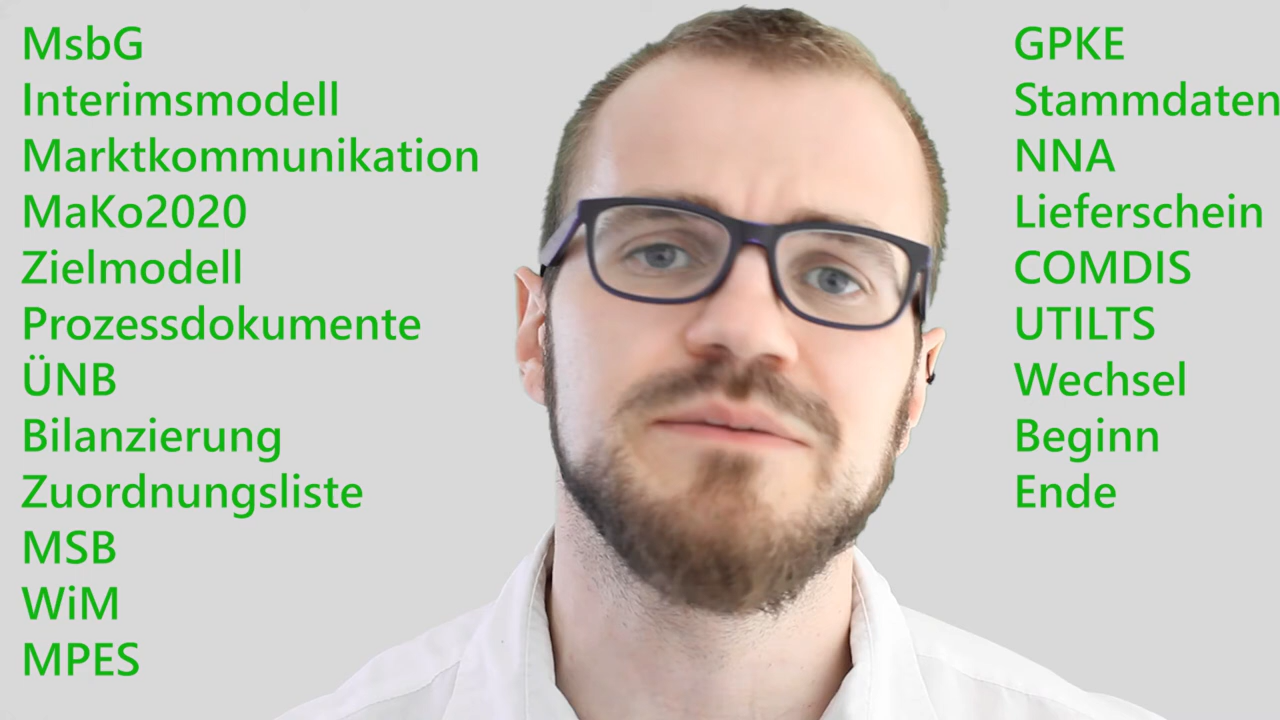 MsbG
Interimsmodell
Marktkommunikation
MaKo2020
Zielmodell
Prozessdokumente
ÜNB
Bilanzierung
Zuordnungsliste
MSB
WiM
MPES
GPKE
Stammdaten
NNA
Lieferschein
COMDIS
UTILTS
Wechsel
Beginn
Ende